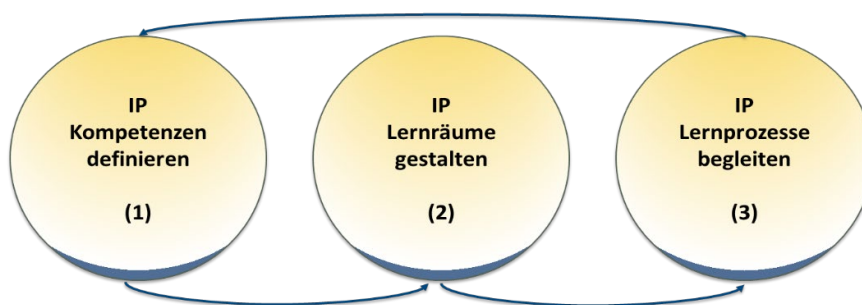 IP
Kompetenzen
definieren
(1)
IP
Lernräume
gestalten
(2)
IP
Lernprozesse
begleiten
(3)